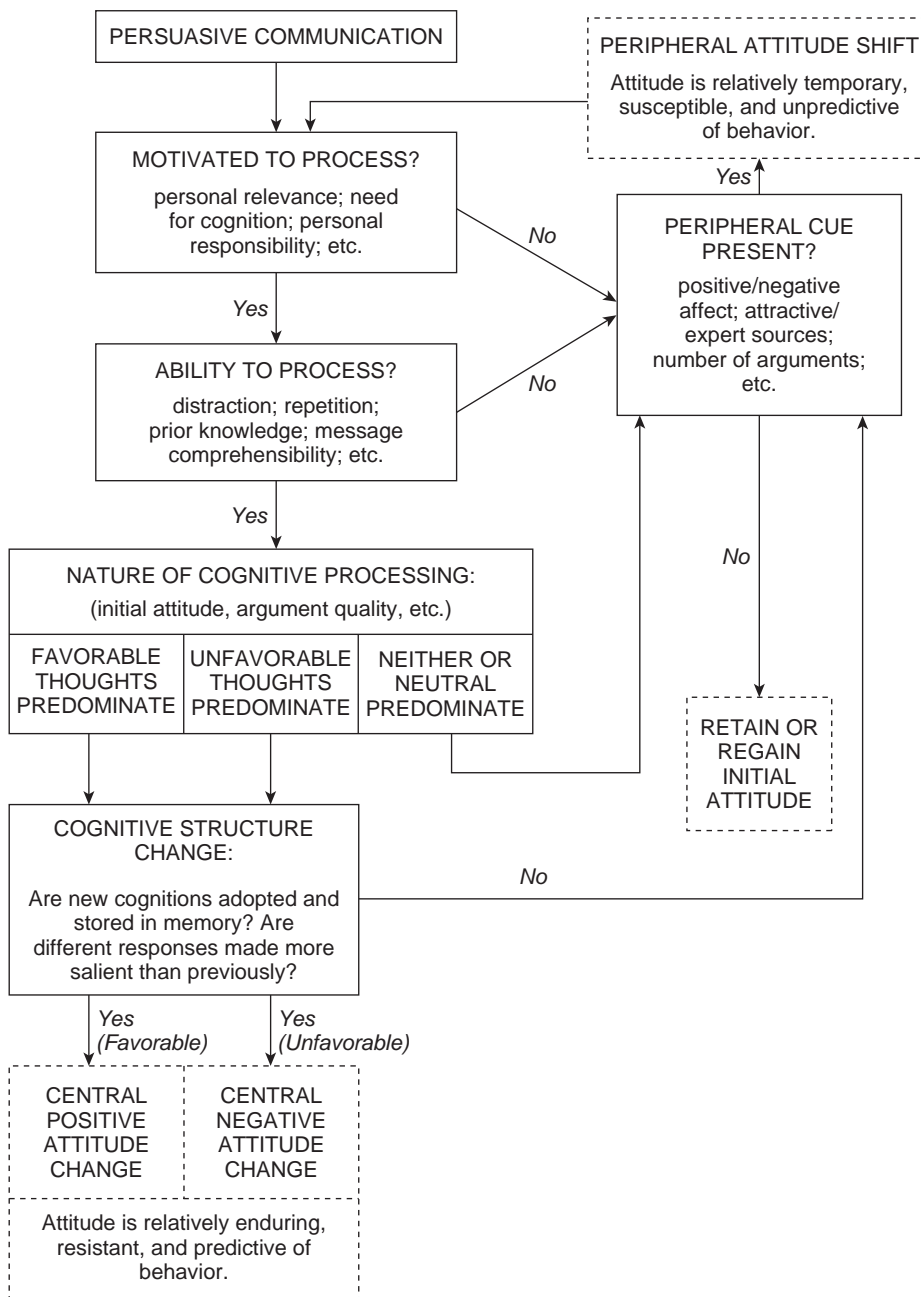 PERSUASIVE COMMUNICATION
PERIPHERAL ATTITUDE SHIFT
Attitude is relatively temporary,
susceptible, and unpredictive
of behavior.
MOTIVATED TO PROCESS?
personal relevance; need
for cognition; personal
responsibility; etc.
No
Yes
PERIPHERAL CUE
PRESENT?
positive/negative
affect; attractive/
expert sources;
number of arguments;
etc.
Yes
ABILITY TO PROCESS?
distraction; repetition;
prior knowledge; message
comprehensibility; etc.
No
Yes
No
NATURE OF COGNITIVE PROCESSING:
(initial attitude, argument quality, etc.)
FAVORABLE
THOUGHTS
PREDOMINATE
UNFAVORABLE
THOUGHTS
PREDOMINATE
NEITHER OR
NEUTRAL
PREDOMINATE
RETAIN OR
REGAIN
INITIAL
ATTITUDE
COGNITIVE STRUCTURE
CHANGE:
Are new cognitions adopted and
stored in memory? Are
different responses made more
salient than previously?
No
Yes
(Favorable)
Yes
(Unfavorable)
CENTRAL
POSITIVE
ATTITUDE
CHANGE
CENTRAL
NEGATIVE
ATTITUDE
CHANGE
Attitude is relatively enduring,
resistant, and predictive of
behavior.